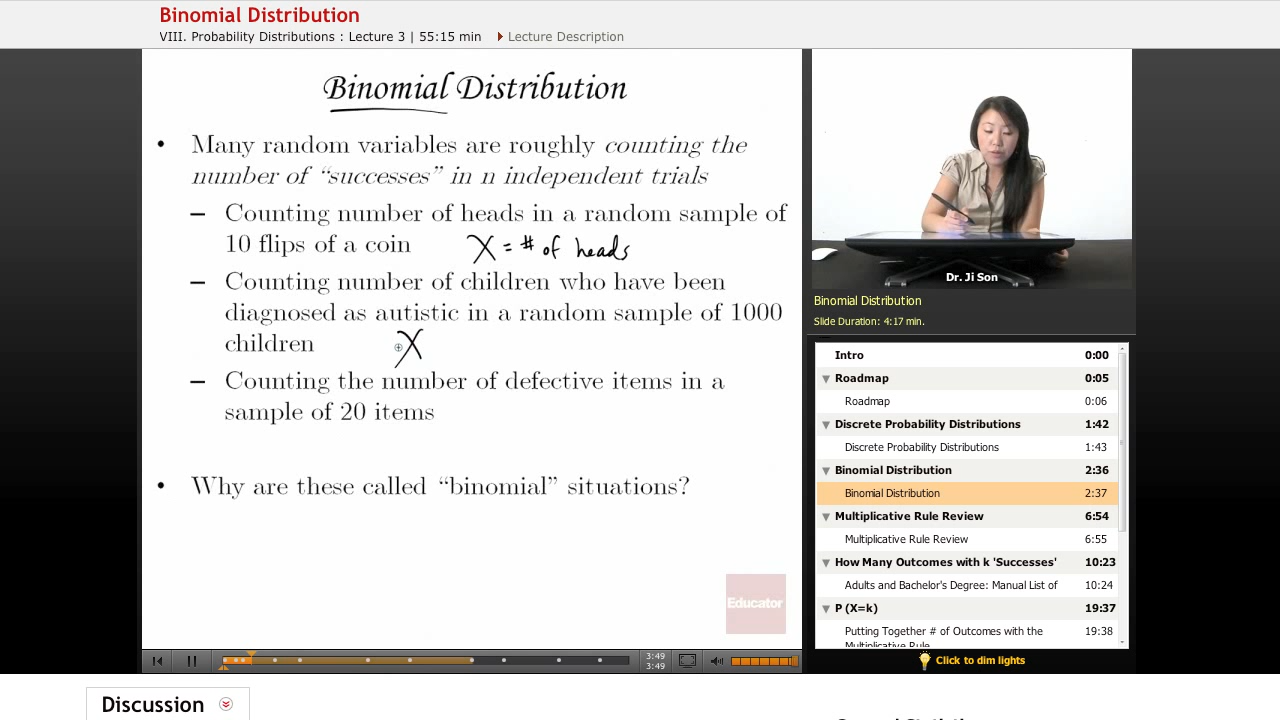 Binomial Distribution
VIII. Probability Distributions : Lecture 3 | 55:15 min
Lecture Description
Binomial Distribution
• Many random variables are roughly counting the
number of “successes” in n independent trials
– Counting number of heads in a random sample of
10 flips of a coin X = # of heads
– Counting number of children who have been
diagnosed as autistic in a random sample of 1000
children X
– Counting the number of defective items in a
sample of 20 items
• Why are these called “binomial” situations?
Educator
3:49
3:49
Dr. Ji Son
Binomial Distribution
Slide Duration: 4:17 min.
Intro 0:00
Roadmap 0:05
Roadmap 0:06
Discrete Probability Distributions 1:42
Discrete Probability Distributions 1:43
Binomial Distribution 2:36
Binomial Distribution 2:37
Multiplicative Rule Review 6:54
Multiplicative Rule Review 6:55
How Many Outcomes with k 'Successes' 10:23
Adults and Bachelor's Degree: Manual List of 10:24
P (X=k) 19:37
Putting Together # of Outcomes with the 19:38
Multiplicative Rule
Click to dim lights
Discussion